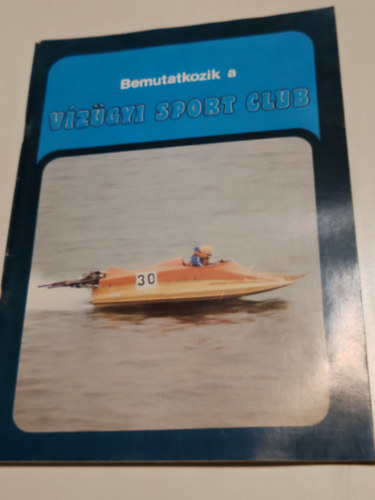 Bemutatkozik a
VÍZÜGYI SPORT CLUB
30